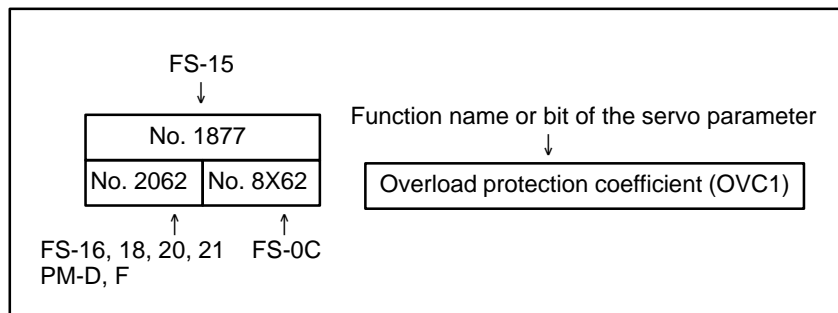 FS-15
No. 1877
No. 2062 No. 8X62
FS-16, 18, 20, 21
PM-D, F
FS-0C
Function name or bit of the servo parameter
Overload protection coefficient (OVC1)